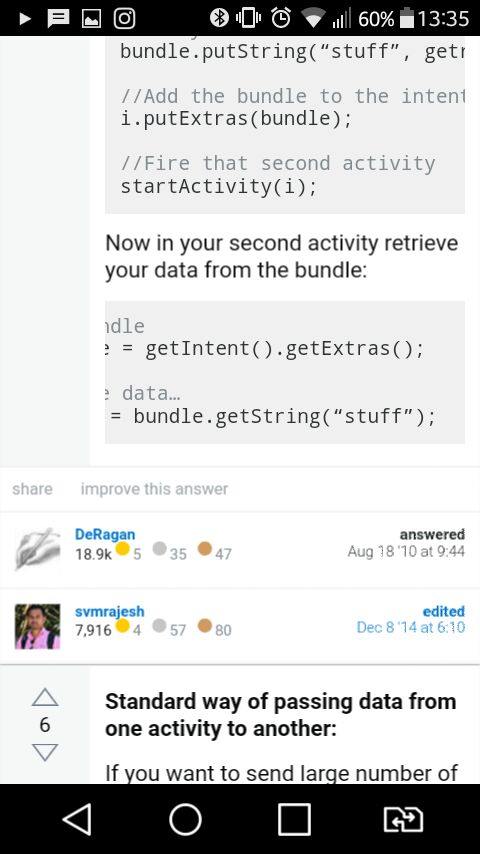 60% 13:35
bundle.putString(“stuff”, getr
//Add the bundle to the intent
i.putExtras(bundle);
//Fire that second activity
startActivity(i);
Now in your second activity retrieve
your data from the bundle:
ndle
e = getIntent().getExtras();
e data…
= bundle.getString(“stuff”);
share improve this answer
DeRagan answered
18.9k 5 35 47 Aug 18 '10 at 9:44
svmrajesh edited
7,916 4 57 80 Dec 8 '14 at 6:10
6
Standard way of passing data from
one activity to another:
If you want to send large number of